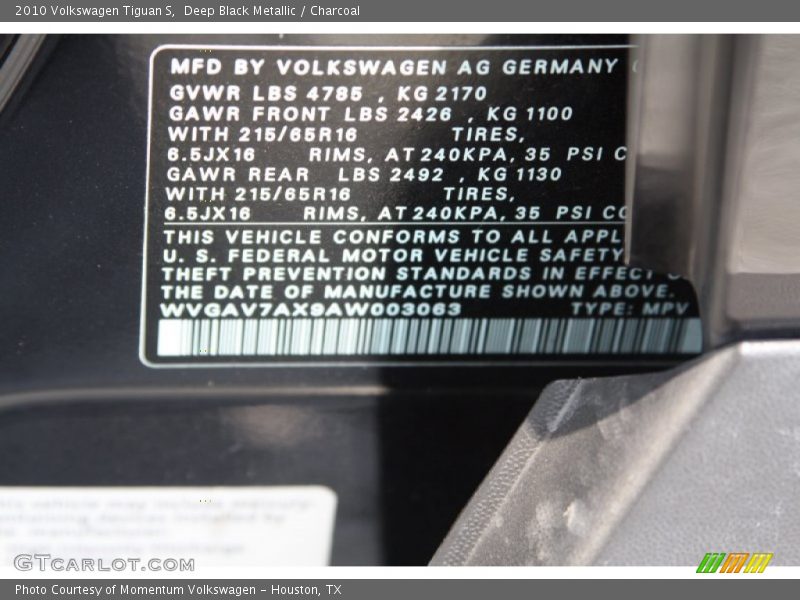 2010 Volkswagen Tiguan S, Deep Black Metallic / Charcoal
MFD BY VOLKSWAGEN AG GERMANY
GVWR LBS 4785 , KG 2170
GAWR FRONT LBS 2426 , KG 1100
WITH 215/65R16 TIRES,
6.5JX16 RIMS, AT 240KPA, 35 PSI C
GAWR REAR LBS 2492 , KG 1130
WITH 215/65R16 TIRES,
6.5JX16 RIMS, AT 240KPA, 35 PSI CO
THIS VEHICLE CONFORMS TO ALL APPL
U. S. FEDERAL MOTOR VEHICLE SAFETY
THEFT PREVENTION STANDARDS IN EFFECT O
THE DATE OF MANUFACTURE SHOWN ABOVE.
WVGAV7AX9AW003063 TYPE: MPV
GTCARLOT.COM
Photo Courtesy of Momentum Volkswagen - Houston, TX